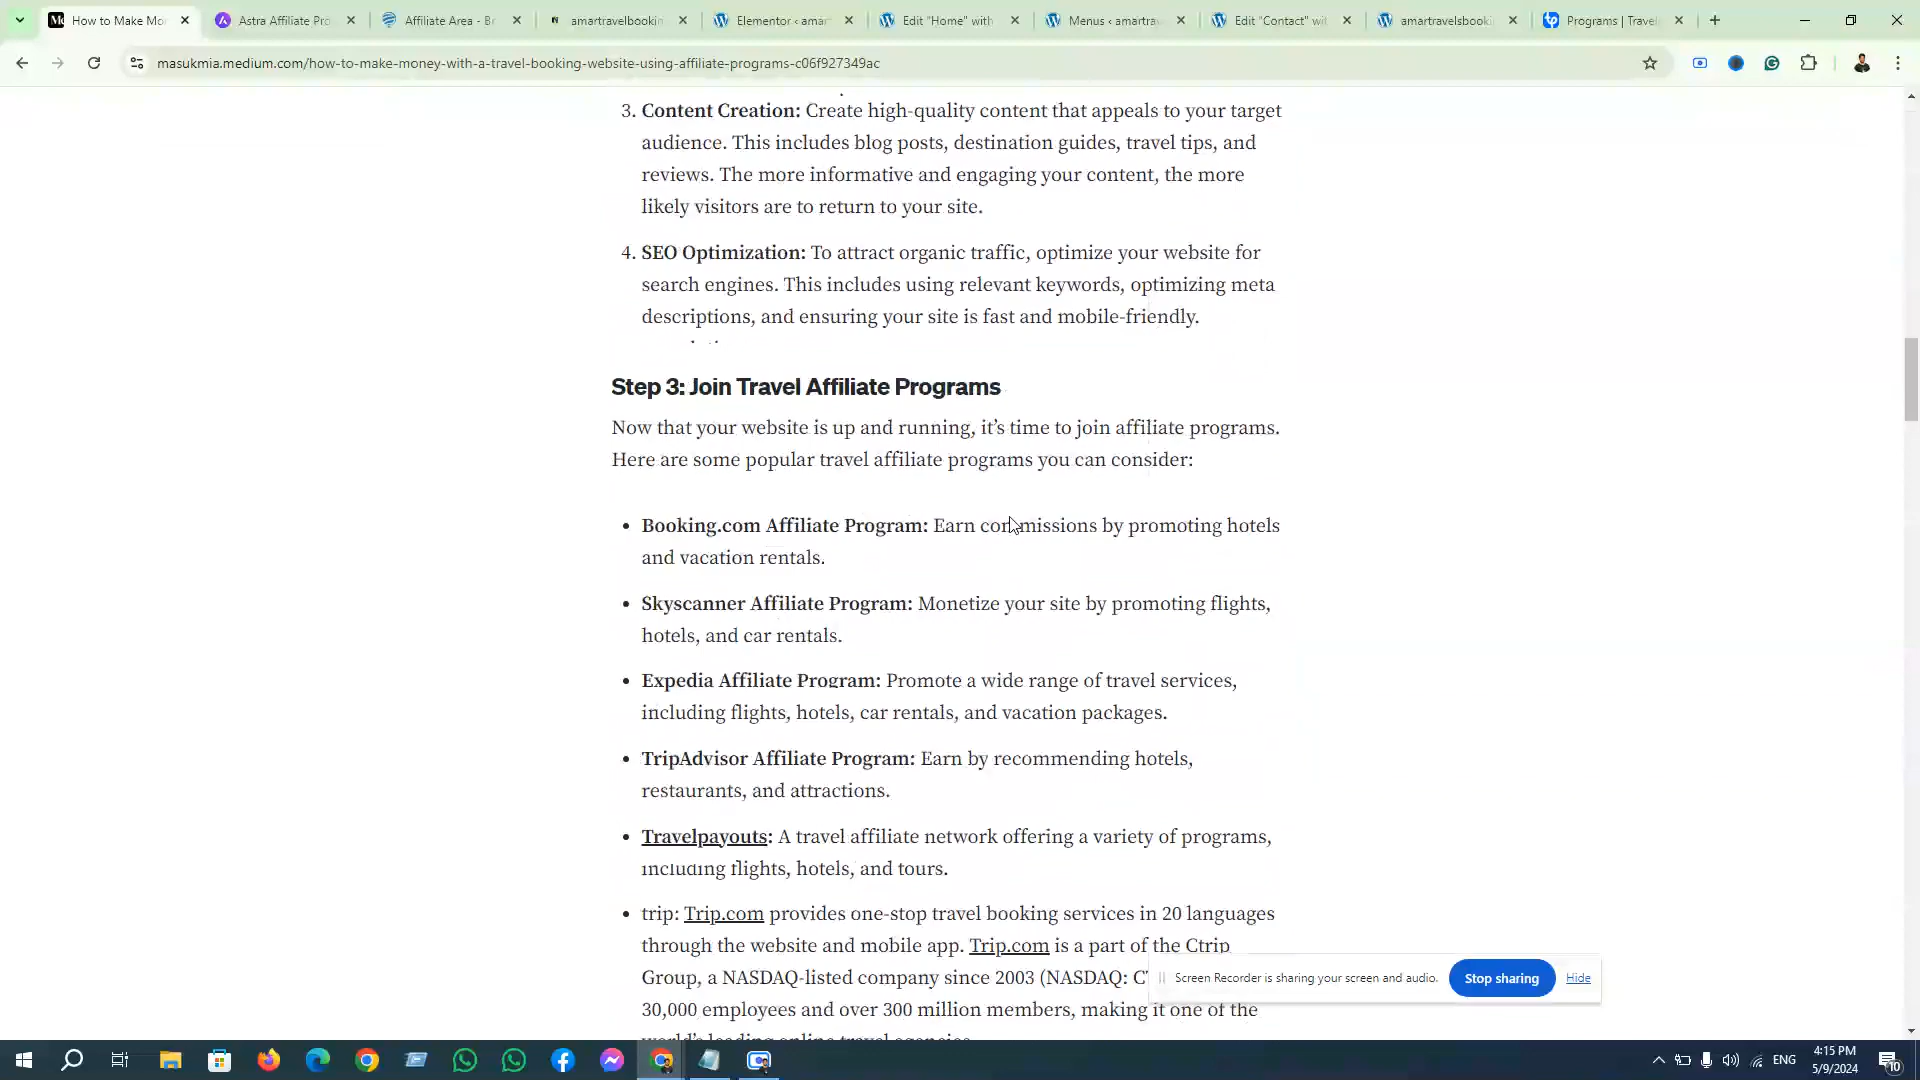 How to Make Mo
Astra Affiliate Pro
Affiliate Area - Br
amartravelbookin
Elementor ‹ amar
Edit "Home" with
Menus ‹ amartrav
Edit "Contact" wit
amartravelsbooki
Programs | Travel
masukmia.medium.com/how-to-make-money-with-a-travel-booking-website-using-affiliate-programs-c06f927349ac
3. Content Creation: Create high-quality content that appeals to your target
audience. This includes blog posts, destination guides, travel tips, and
reviews. The more informative and engaging your content, the more
likely visitors are to return to your site.
4. SEO Optimization: To attract organic traffic, optimize your website for
search engines. This includes using relevant keywords, optimizing meta
descriptions, and ensuring your site is fast and mobile-friendly.
Step 3: Join Travel Affiliate Programs
Now that your website is up and running, it’s time to join affiliate programs.
Here are some popular travel affiliate programs you can consider:
• Booking.com Affiliate Program: Earn commissions by promoting hotels
and vacation rentals.
• Skyscanner Affiliate Program: Monetize your site by promoting flights,
hotels, and car rentals.
• Expedia Affiliate Program: Promote a wide range of travel services,
including flights, hotels, car rentals, and vacation packages.
• TripAdvisor Affiliate Program: Earn by recommending hotels,
restaurants, and attractions.
• Travelpayouts: A travel affiliate network offering a variety of programs,
including flights, hotels, and tours.
• trip: Trip.com provides one-stop travel booking services in 20 languages
through the website and mobile app. Trip.com is a part of the Ctrip
Group, a NASDAQ-listed company since 2003 (NASDAQ: CT
30,000 employees and over 300 million members, making it one of the
world’s leading online travel agencies
Screen Recorder is sharing your screen and audio.
Stop sharing
Hide
ENG
4:15 PM
5/9/2024
10